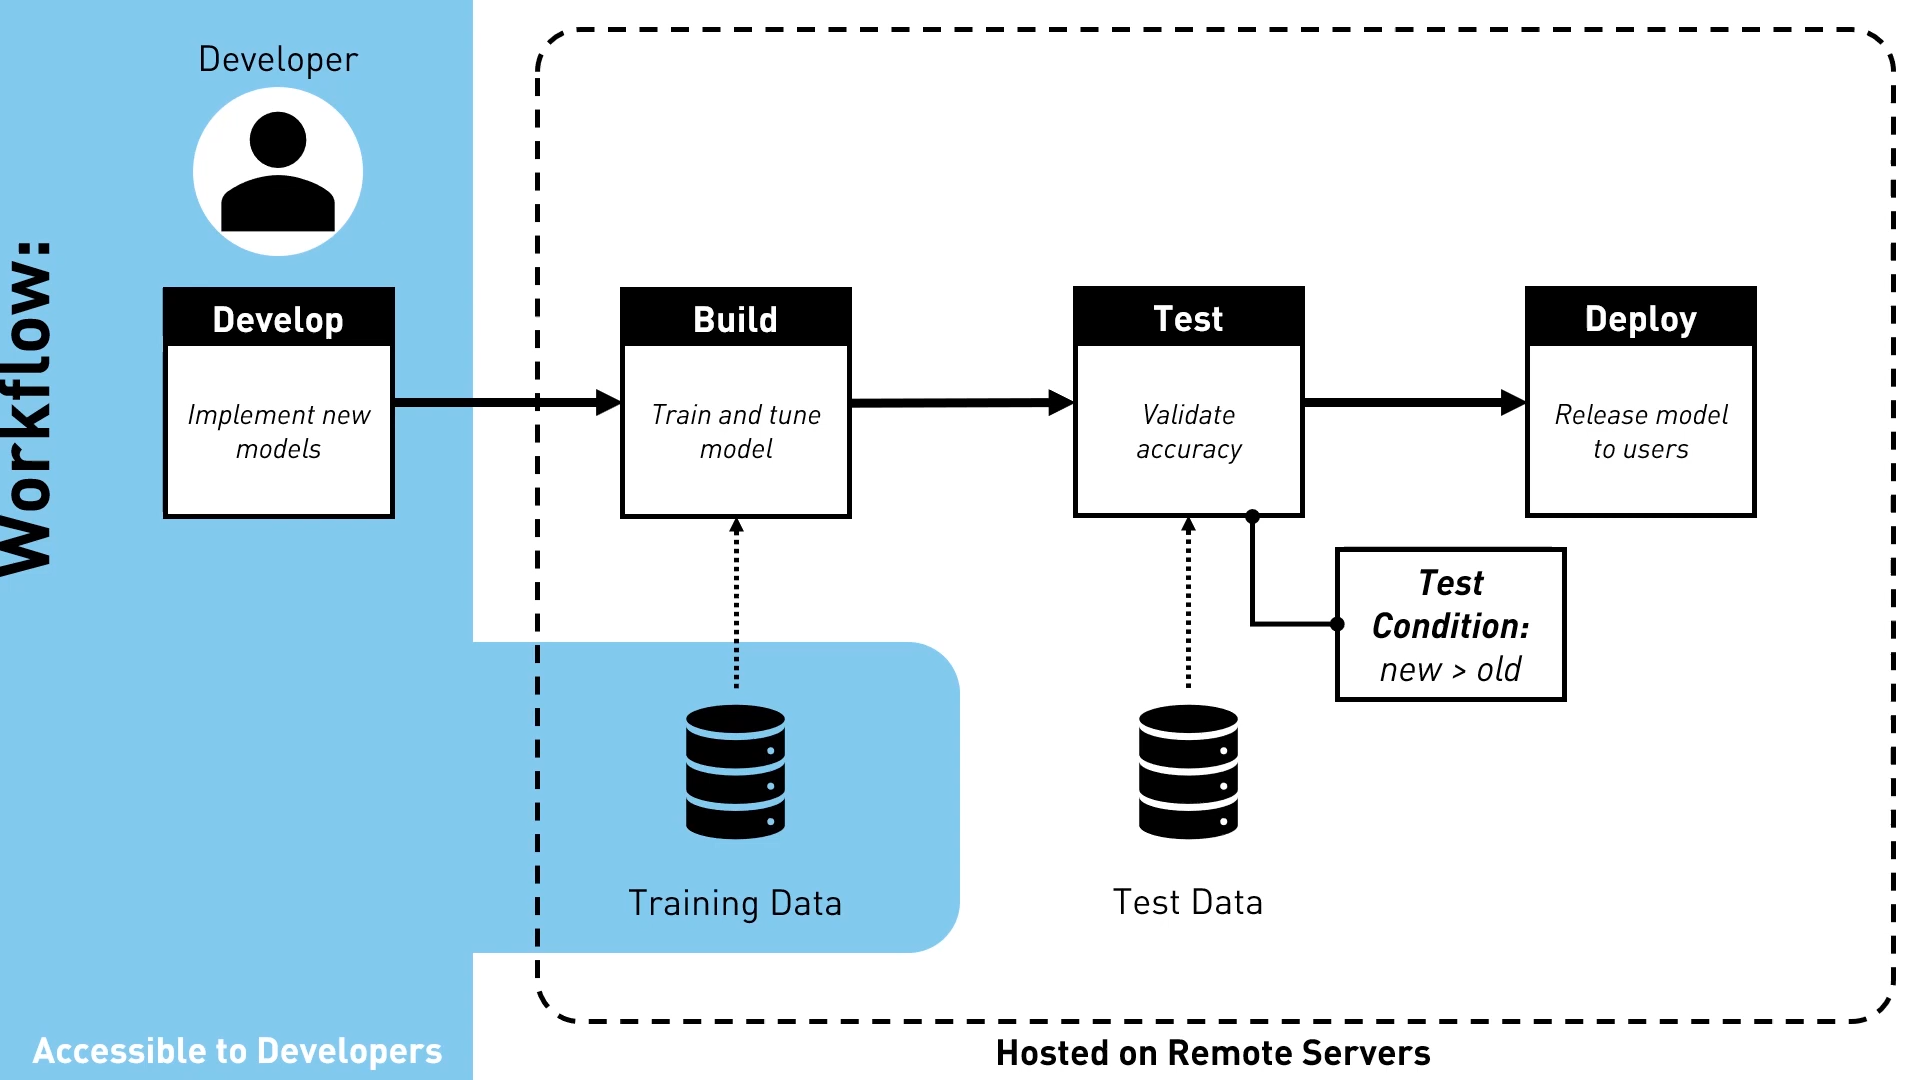 Workflow:
Developer
Develop
Implement new
models
Build
Train and tune
model
Test
Validate
accuracy
Deploy
Release model
to users
Test
Condition:
new > old
Training Data
Test Data
Accessible to Developers
Hosted on Remote Servers